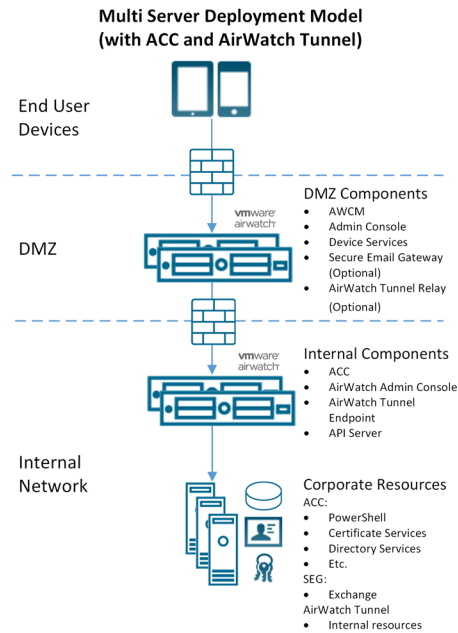 Multi Server Deployment Model
(with ACC and AirWatch Tunnel)
End User
Devices
DMZ
vmware
airwatch
DMZ Components
• AWCM
• Admin Console
• Device Services
• Secure Email Gateway
(Optional)
• AirWatch Tunnel Relay
(Optional)
vmware
airwatch
Internal Components
• ACC
• AirWatch Admin Console
• AirWatch Tunnel
Endpoint
• API Server
Internal
Network
Corporate Resources
ACC:
• PowerShell
• Certificate Services
• Directory Services
• Etc.
SEG:
• Exchange
AirWatch Tunnel
• Internal resources